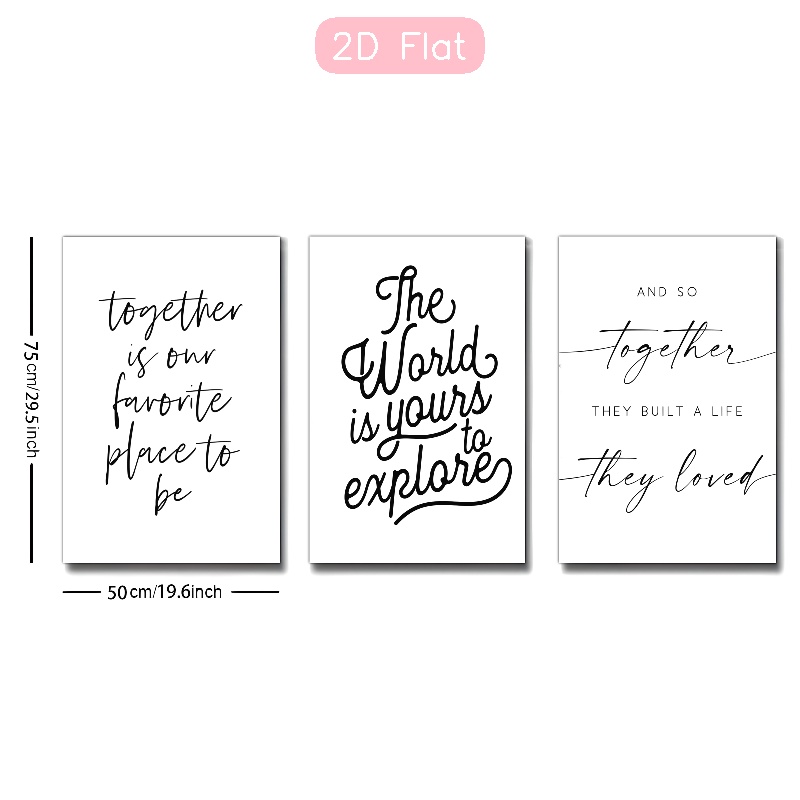 2D Flat
together
is our
favorite
place to
be
The
World
is yours
to
explore
AND SO
together
THEY BUILT A LIFE
they loved
75cm/29.5inch
50cm/19.6inch